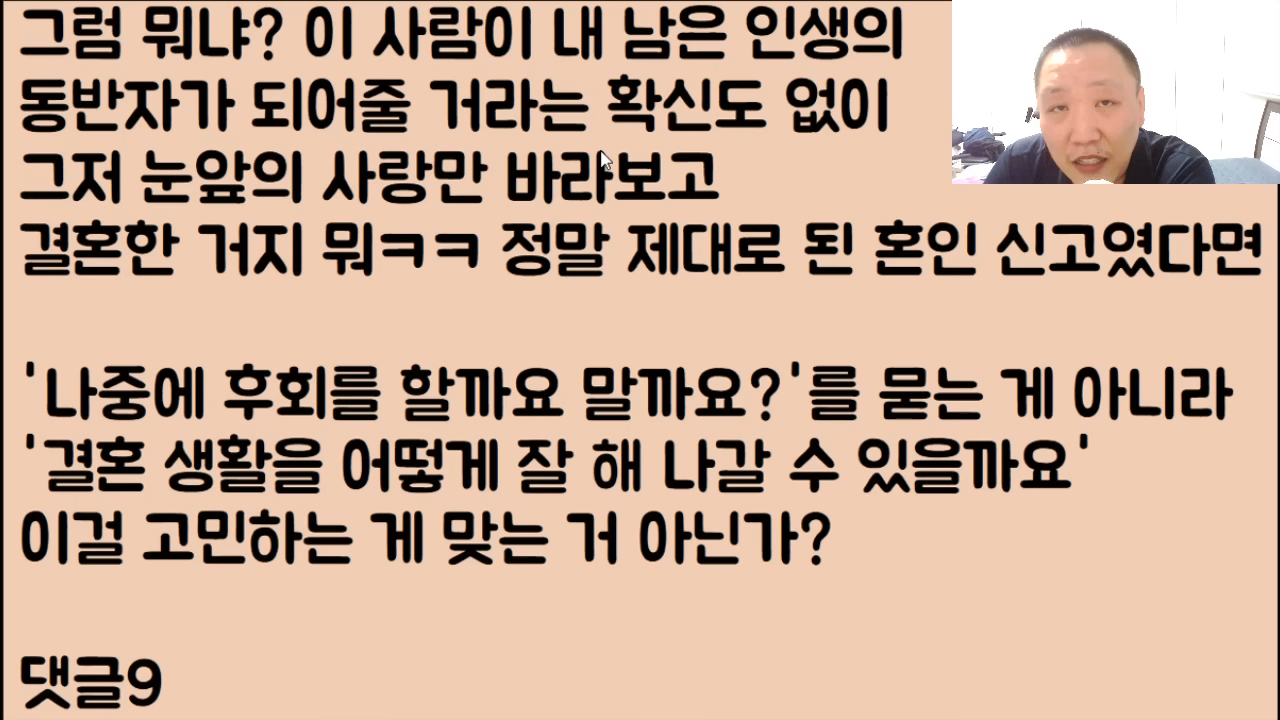 그럼 뭐냐? 이 사람이 내 남은 인생의
동반자가 되어줄 거라는 확신도 없이
그저 눈앞의 사랑만 바라보고
결혼한 거지 뭐ㅋㅋ 정말 제대로 된 혼인 신고였다면
'나중에 후회를 할까요 말까요?'를 묻는 게 아니라
'결혼 생활을 어떻게 잘 해 나갈 수 있을까요'
이걸 고민하는 게 맞는 거 아닌가?
댓글9